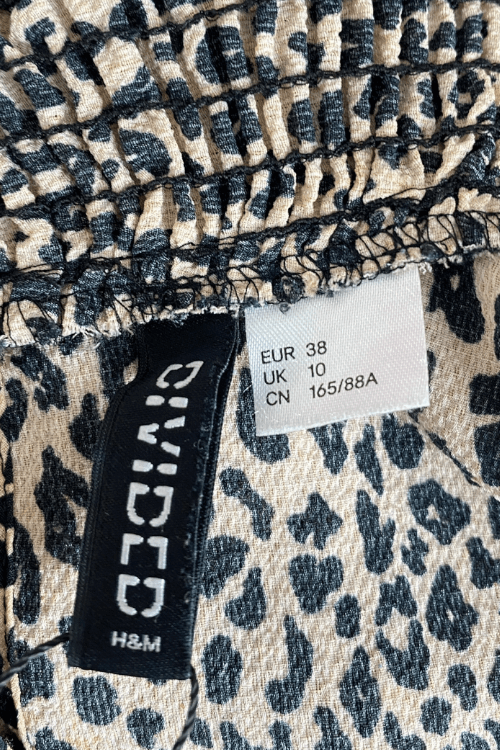 DIVIDED
H&M
EUR 38
UK 10
CN 165/88A